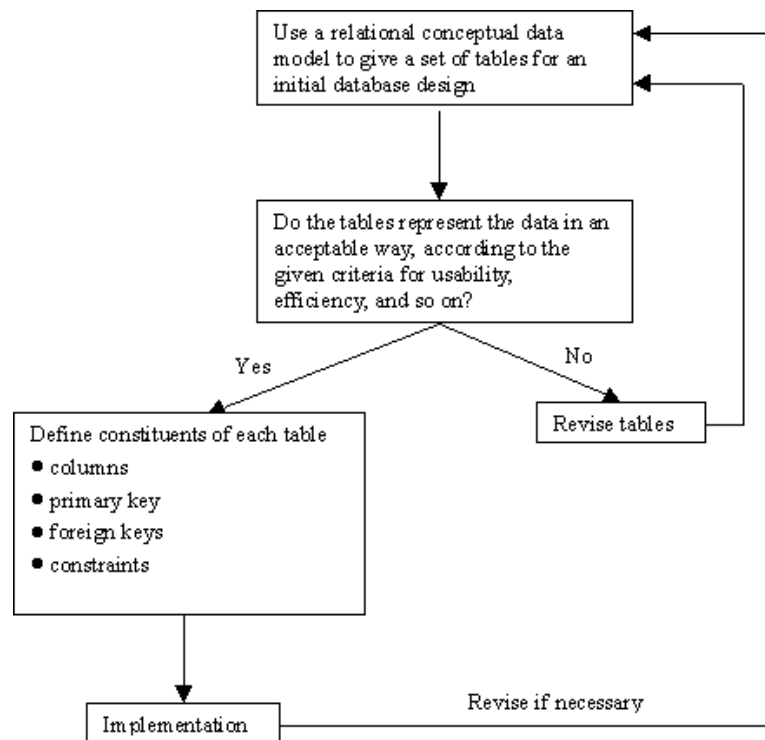 Use a relational conceptual data
model to give a set of tables for an
initial database design
Do the tables represent the data in an
acceptable way, according to the
given criteria for usability,
efficiency, and so on?
Yes
No
Define constituents of each table
● columns
● primary key
● foreign keys
● constraints
Revise tables
Revise if necessary
Implementation